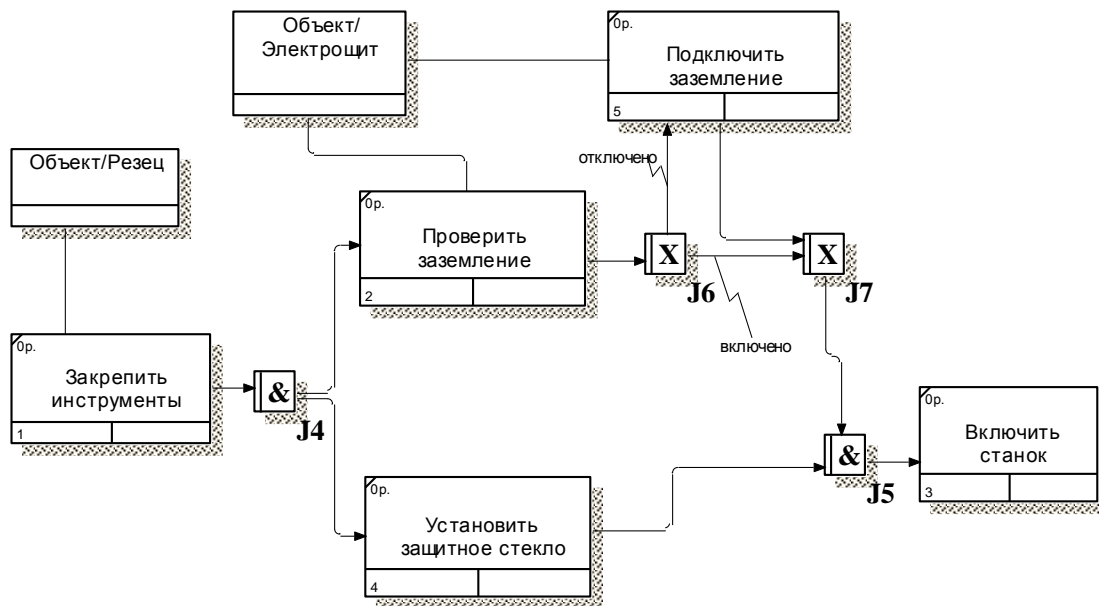 Объект/
Электрощит
0р.
Подключить
заземление
5
Объект/Резец
отключено
0р.
Проверить
заземление
2
X
J6
X
J7
включено
0р.
Закрепить
инструменты
1
&
J4
0р.
Включить
станок
3
&
J5
0р.
Установить
защитное стекло
4